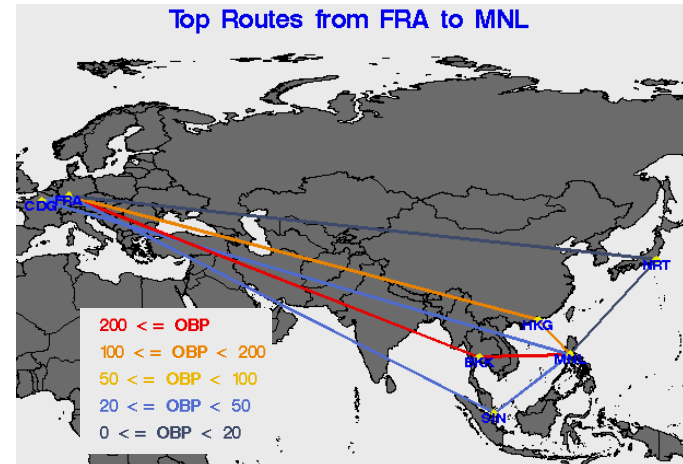 Top Routes from FRA to MNL
CDG
FRA
NRT
HKG
MNL
BKK
SIN
200 <= OBP
100 <= OBP < 200
50 <= OBP < 100
20 <= OBP < 50
0 <= OBP < 20